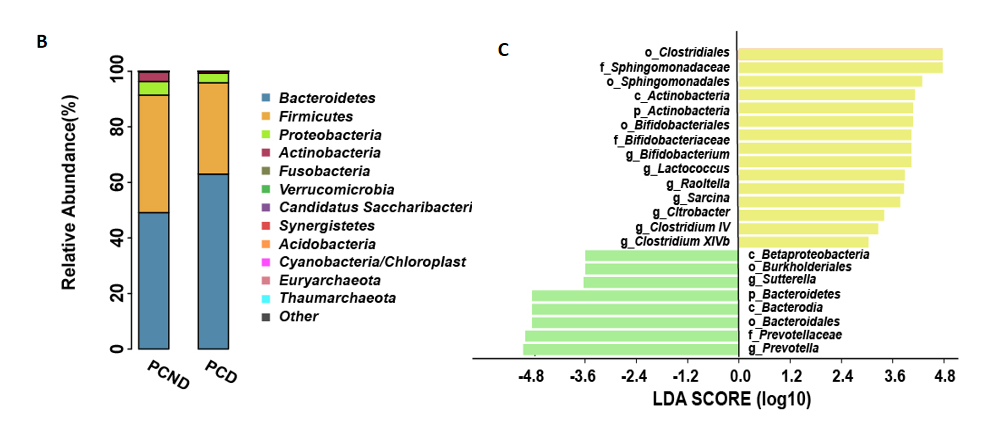 B
Relative Abundance(%)
0
20
40
60
80
100
PCND
PCD
Bacteroidetes
Firmicutes
Proteobacteria
Actinobacteria
Fusobacteria
Verrucomicrobia
Candidatus Saccharibacteri
Synergistetes
Acidobacteria
Cyanobacteria/Chloroplast
Euryarchaeota
Thaumarchaeota
Other
C
o_Clostridiales
f_Sphingomonadaceae
o_Sphingomonadales
c_Actinobacteria
p_Actinobacteria
o_Bifidobacteriales
f_Bifidobacteriaceae
g_Bifidobacterium
g_Lactococcus
g_Raoltella
g_Sarcina
g_CItrobacter
g_Clostridium IV
g_Clostridium XIVb
c_Betaproteobacteria
o_Burkholderiales
g_Sutterella
p_Bacteroidetes
c_Bacterodia
o_Bacteroidales
f_Prevotellaceae
g_Prevotella
-4.8 -3.6 -2.4 -1.2 0.0 1.2 2.4 3.6 4.8
LDA SCORE (log10)